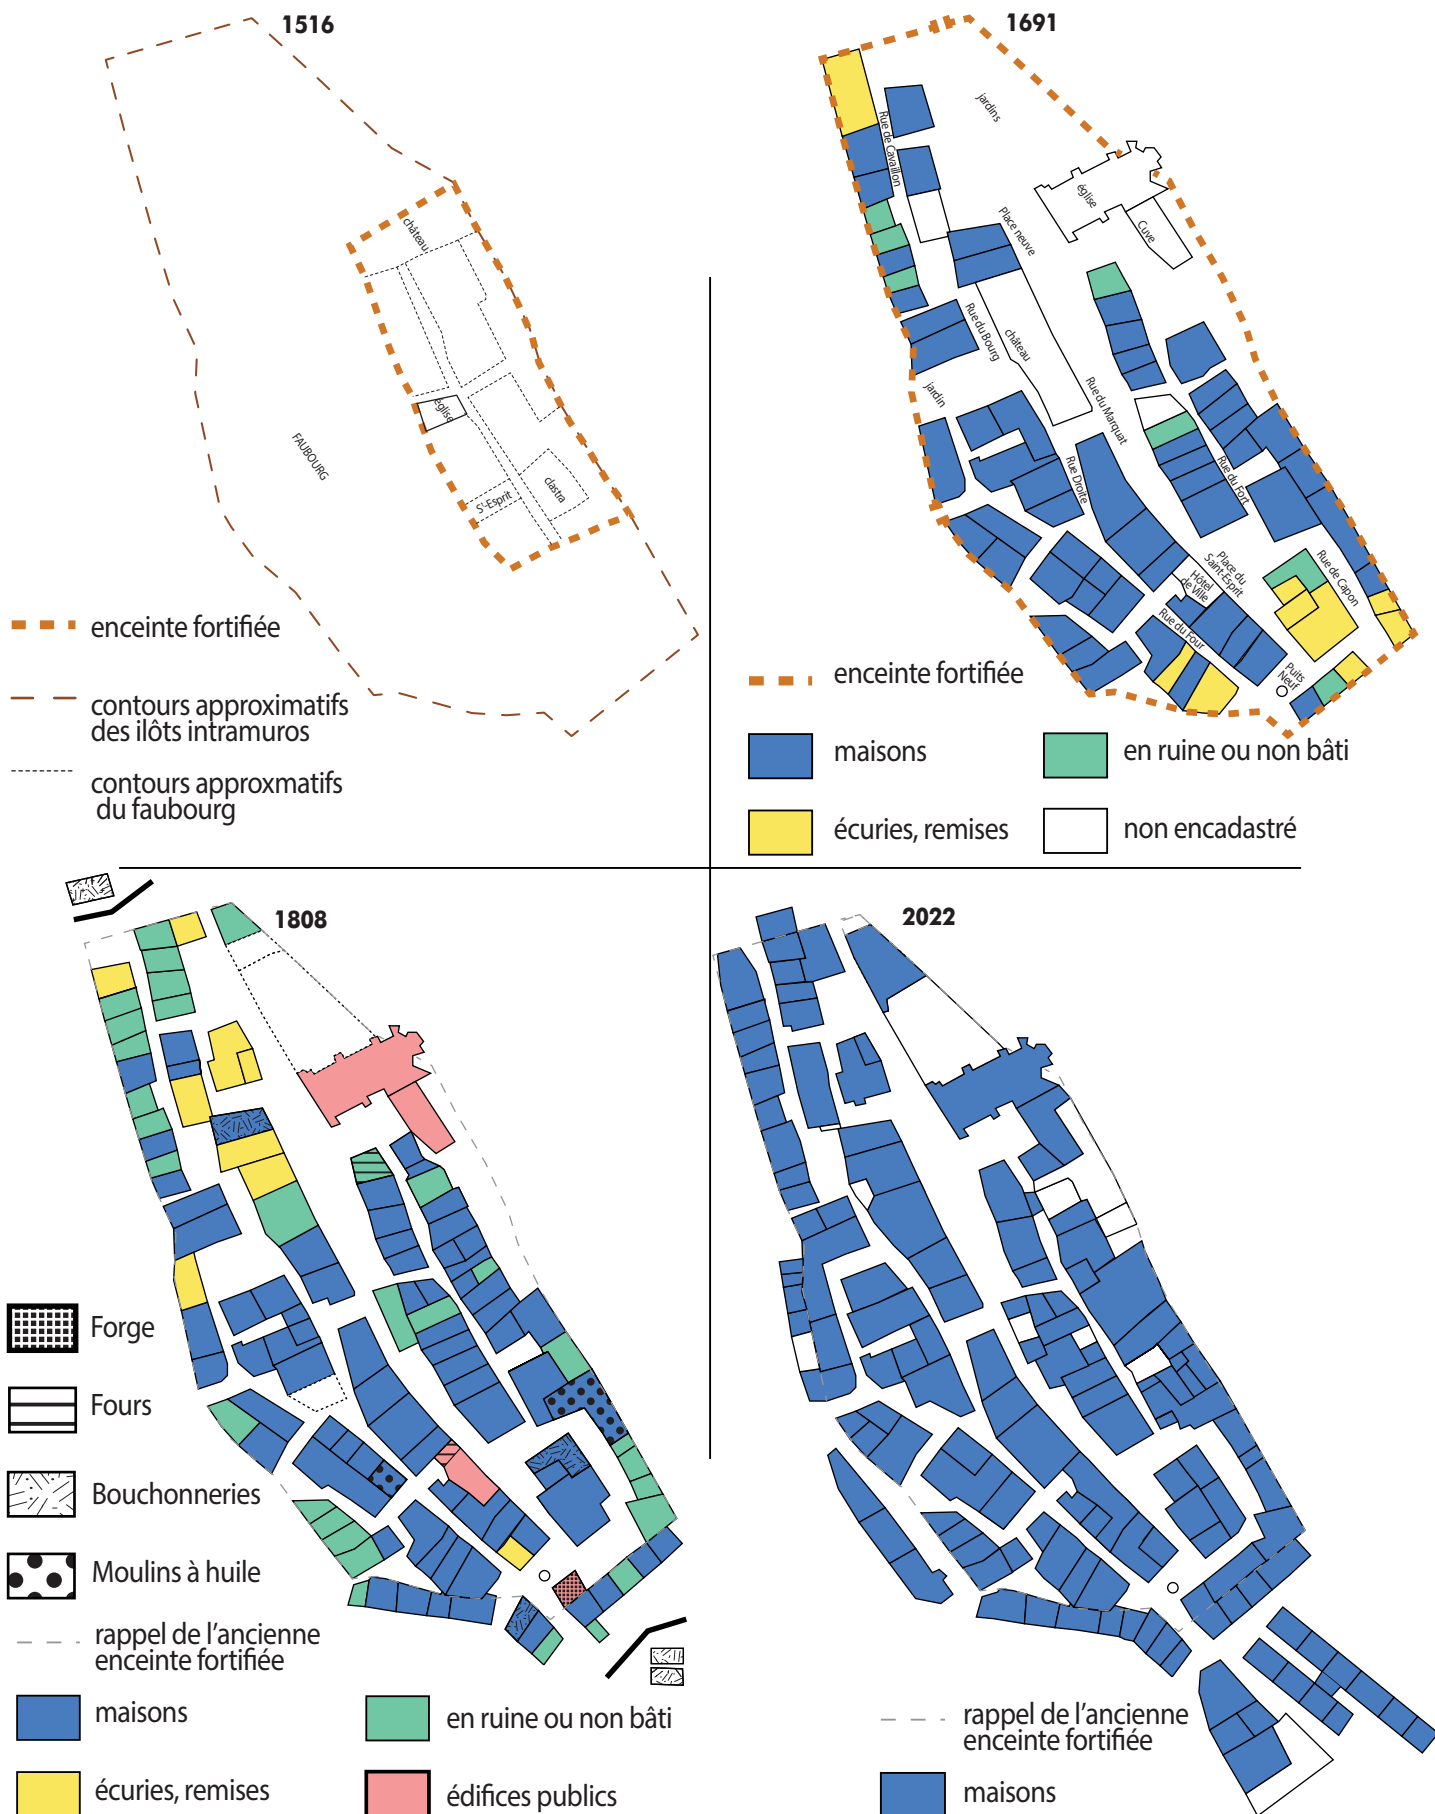 1516
château
église
FAUBOURG
St-Esprit
clastra
enceinte fortifiée
contours approximatifs
des ilôts intramuros
contours approxmatifs
du faubourg
1691
jardins
Rue de Cavaillon
église
Cuve
Place neuve
Rue du Bourg
château
jardin
Rue du Marquat
Rue Droite
Rue du Fort
Place du
Saint-Esprit
Hôtel
de Ville
Rue de Capon
Rue du Four
Puits
Neuf
enceinte fortifiée
maisons
en ruine ou non bâti
écuries, remises
non encadastré
1808
Forge
Fours
Bouchonneries
Moulins à huile
rappel de l'ancienne
enceinte fortifiée
maisons
en ruine ou non bâti
écuries, remises
édifices publics
2022
rappel de l'ancienne
enceinte fortifiée
maisons